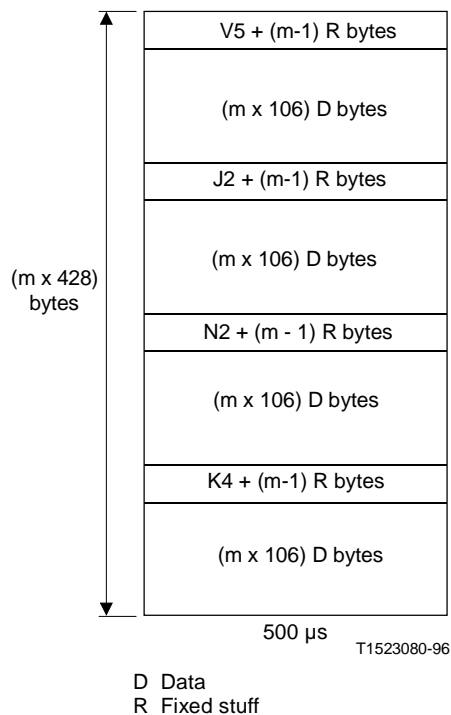 V5 + (m-1) R bytes
(m x 106) D bytes
J2 + (m-1) R bytes
(m x 106) D bytes
(m x 428)
bytes
N2 + (m - 1) R bytes
(m x 106) D bytes
K4 + (m-1) R bytes
(m x 106) D bytes
500 µs
T1523080-96
D Data
R Fixed stuff